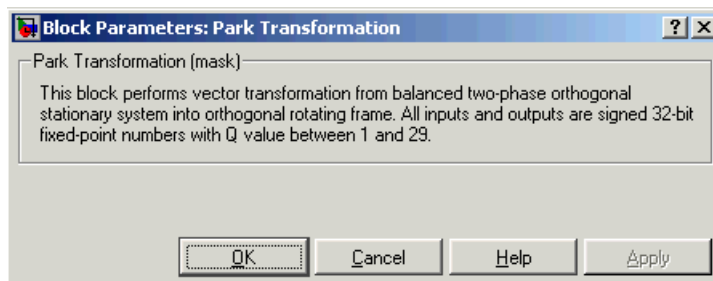 Block Parameters: Park Transformation
Park Transformation (mask)
This block performs vector transformation from balanced two-phase orthogonal
stationary system into orthogonal rotating frame. All inputs and outputs are signed 32-bit
fixed-point numbers with Q value between 1 and 29.
OK Cancel Help Apply